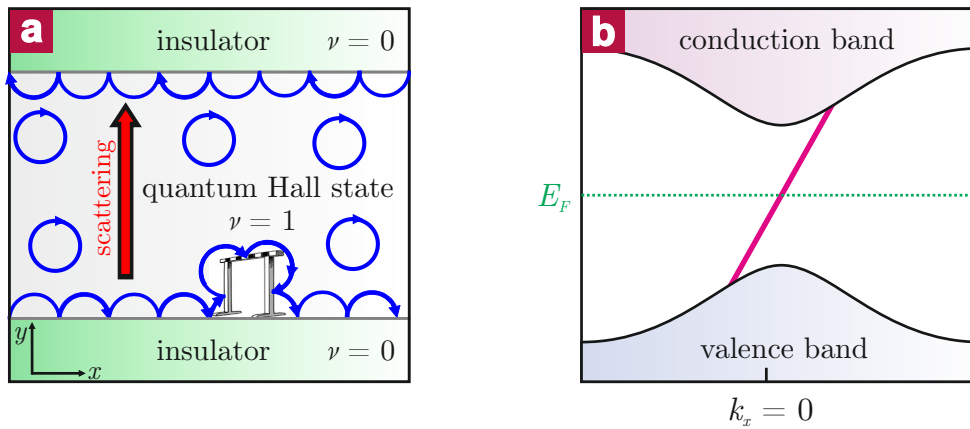 a
insulator ν = 0
scattering
quantum Hall state
ν = 1
y
x
insulator ν = 0
b
conduction band
E_F
valence band
k_x = 0